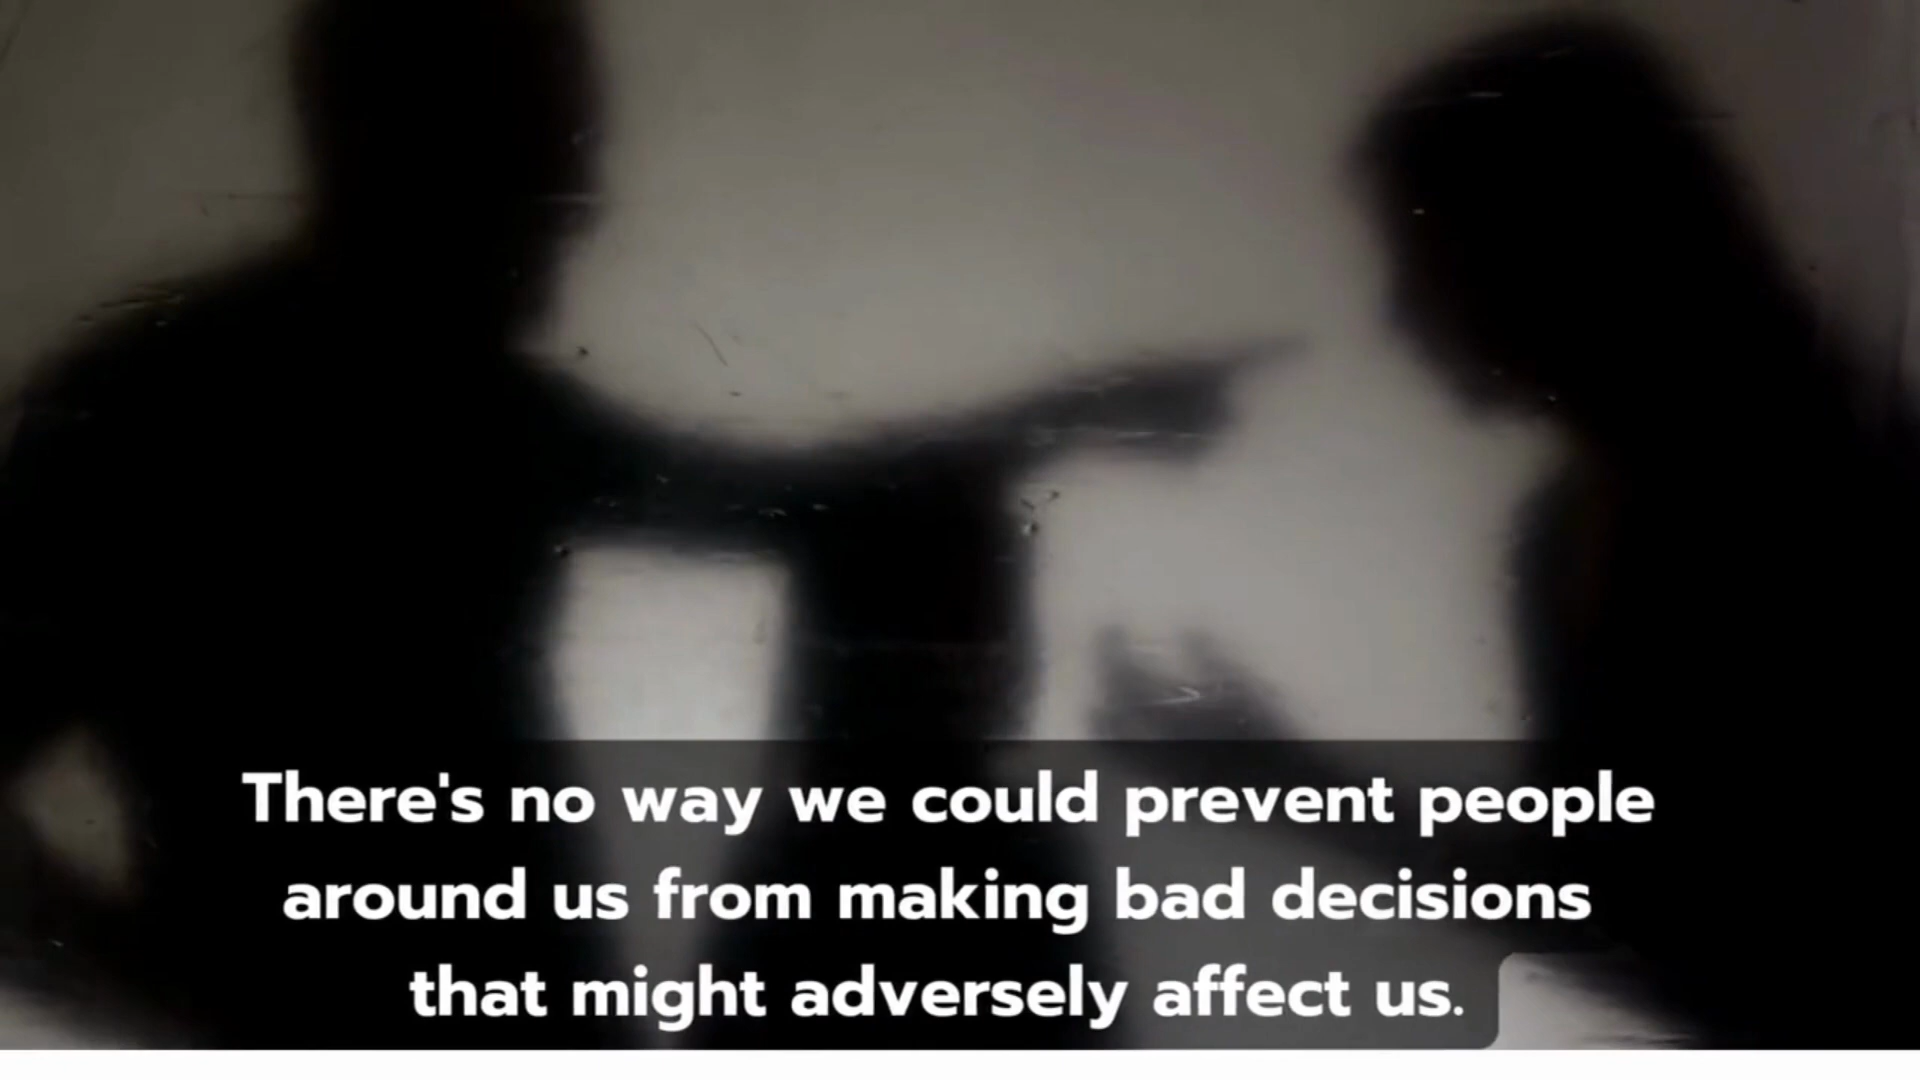 There's no way we could prevent people
around us from making bad decisions
that might adversely affect us.